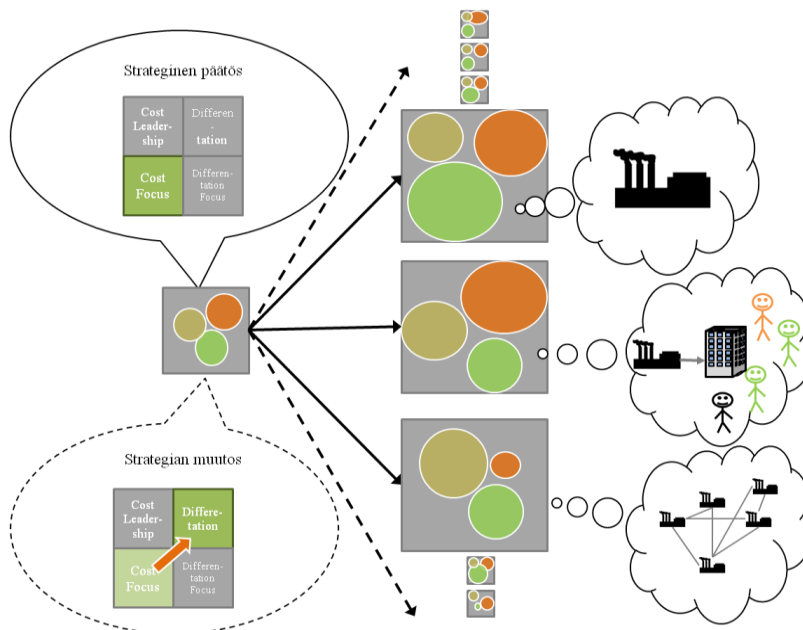 Strateginen päätös
Cost
Leader-
ship
Differen
-
tation
Cost
Focus
Differen-
tation
Focus
Strategian muutos
Cost
Leader-
ship
Differe-
tation
Cost
Focus
Differen-
tation
Focus